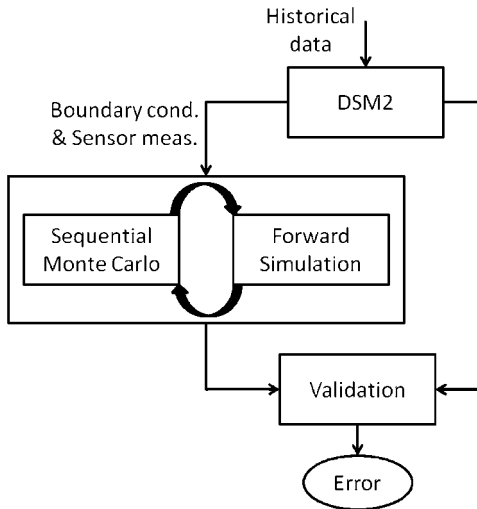 Historical
data
DSM2
Boundary cond.
& Sensor meas.
Sequential
Monte Carlo
Forward
Simulation
Validation
Error